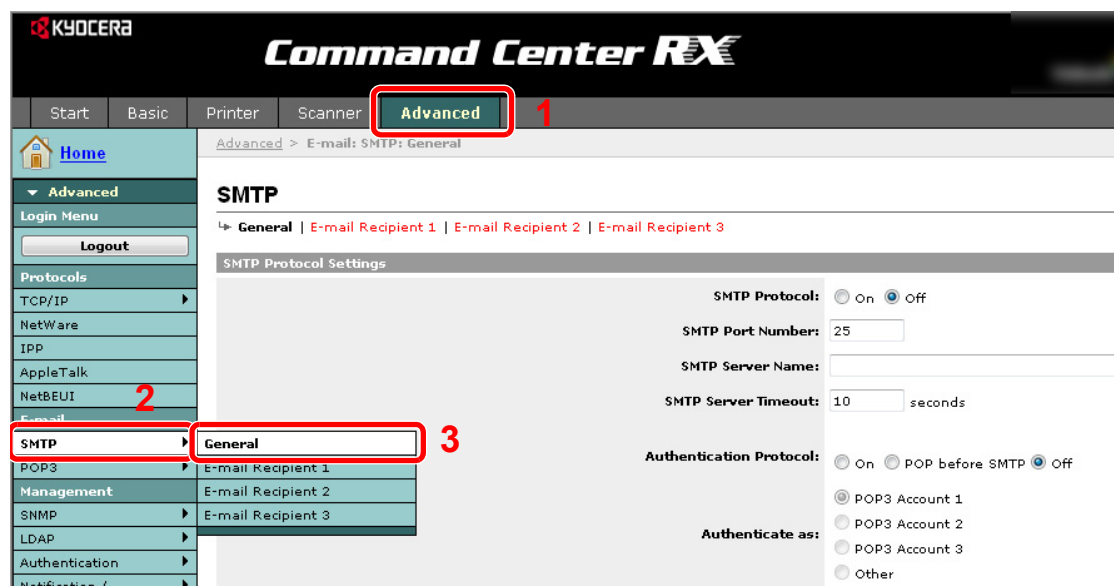 KYOCERA
Command Center RX
Start Basic Printer Scanner Advanced 1
Home
Advanced > E-mail: SMTP: General
Advanced
Login Menu
Logout
Protocols
TCP/IP
NetWare
IPP
AppleTalk
NetBEUI
2
E-mail
SMTP
POP3
Management
SNMP
LDAP
Authentication
Notification /
General
3
E-mail Recipient 1
E-mail Recipient 2
E-mail Recipient 3
SMTP
General | E-mail Recipient 1 | E-mail Recipient 2 | E-mail Recipient 3
SMTP Protocol Settings
SMTP Protocol: On Off
SMTP Port Number: 25
SMTP Server Name:
SMTP Server Timeout: 10 seconds
Authentication Protocol: On POP before SMTP Off
Authenticate as:
POP3 Account 1
POP3 Account 2
POP3 Account 3
Other